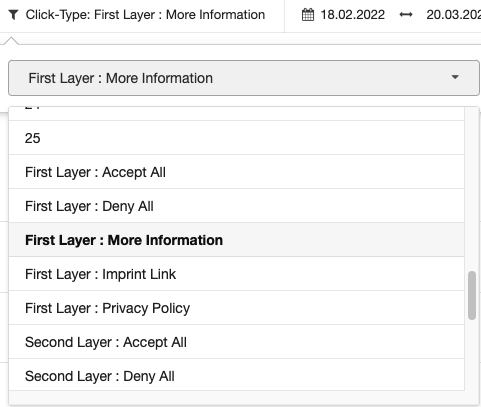 Click-Type: First Layer : More Information 18.02.2022 ↔ 20.03.202
First Layer : More Information
25
First Layer : Accept All
First Layer : Deny All
First Layer : More Information
First Layer : Imprint Link
First Layer : Privacy Policy
Second Layer : Accept All
Second Layer : Deny All